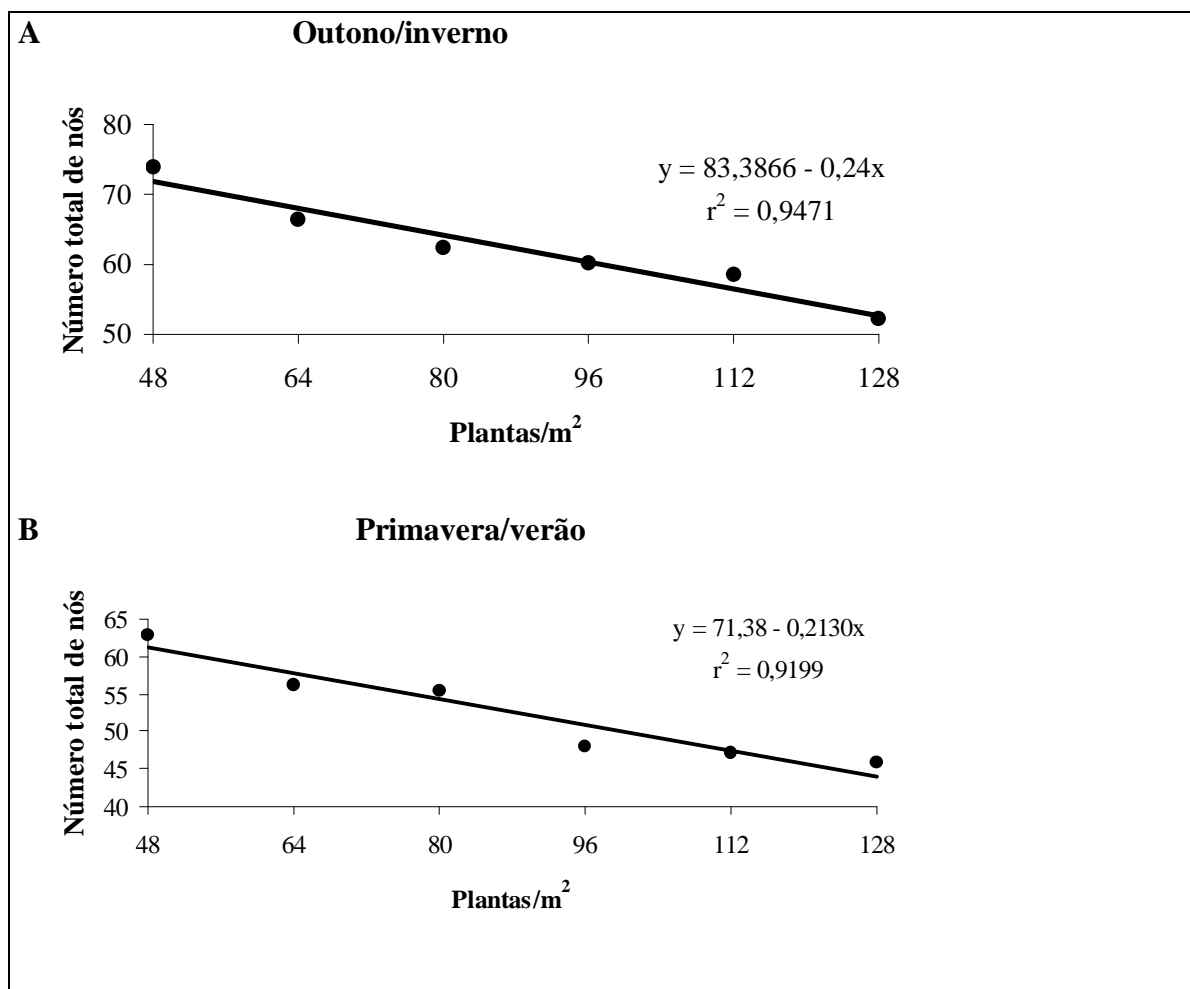 A
Outono/inverno
Número total de nós
80
70
60
50
y = 83,3866 - 0,24x
r² = 0,9471
48 64 80 96 112 128
Plantas/m²
B
Primavera/verão
Número total de nós
65
60
55
50
45
40
y = 71,38 - 0,2130x
r² = 0,9199
48 64 80 96 112 128
Plantas/m²